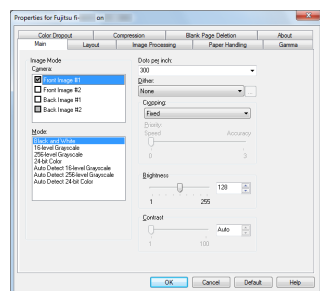 Properties for Fujitsu fi- on
Color Dropout Compression Blank Page Deletion About
Main Layout Image Processing Paper Handling Gamma
Image Mode
Camera:
Front Image #1
Front Image #2
Back Image #1
Back Image #2
Mode:
Black and White
16-level Grayscale
256-level Grayscale
24-bit Color
Auto Detect 16-level Grayscale
Auto Detect 256-level Grayscale
Auto Detect 24-bit Color
Dots per inch:
300
Dither:
None
Cropping:
Fixed
Priority:
Speed Accuracy
0 3
Brightness
128
1 255
Contrast
Auto
1 100
OK Cancel Default Help